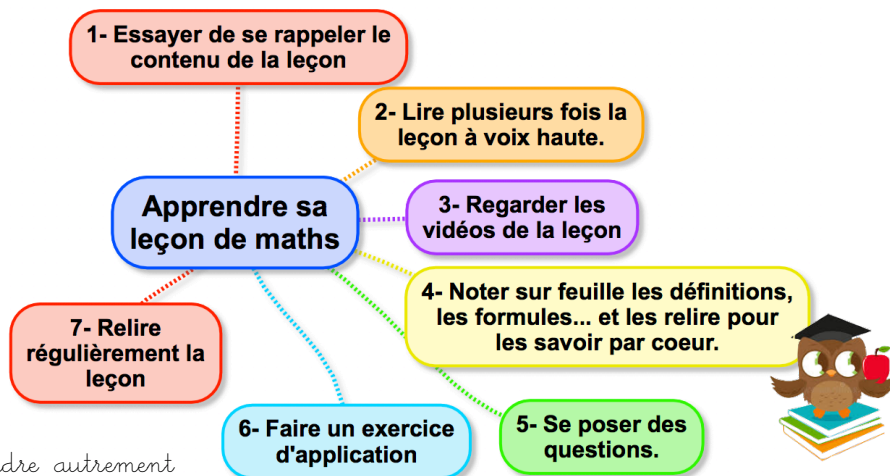 1- Essayer de se rappeler le
contenu de la leçon
2- Lire plusieurs fois la
leçon à voix haute.
Apprendre sa
leçon de maths
3- Regarder les
vidéos de la leçon
4- Noter sur feuille les définitions,
les formules... et les relire pour
les savoir par coeur.
7- Relire
régulièrement la
leçon
6- Faire un exercice
d'application
5- Se poser des
questions.
autrement